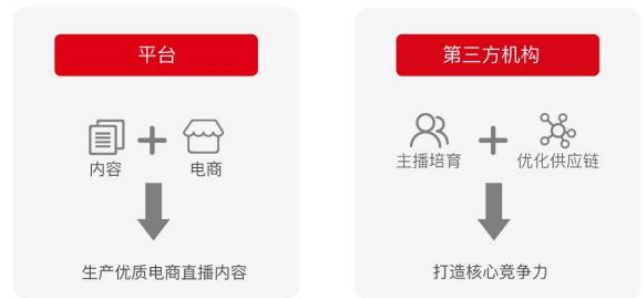 平台
内容
电商
生产优质电商直播内容
第三方机构
主播培育
优化供应链
打造核心竞争力